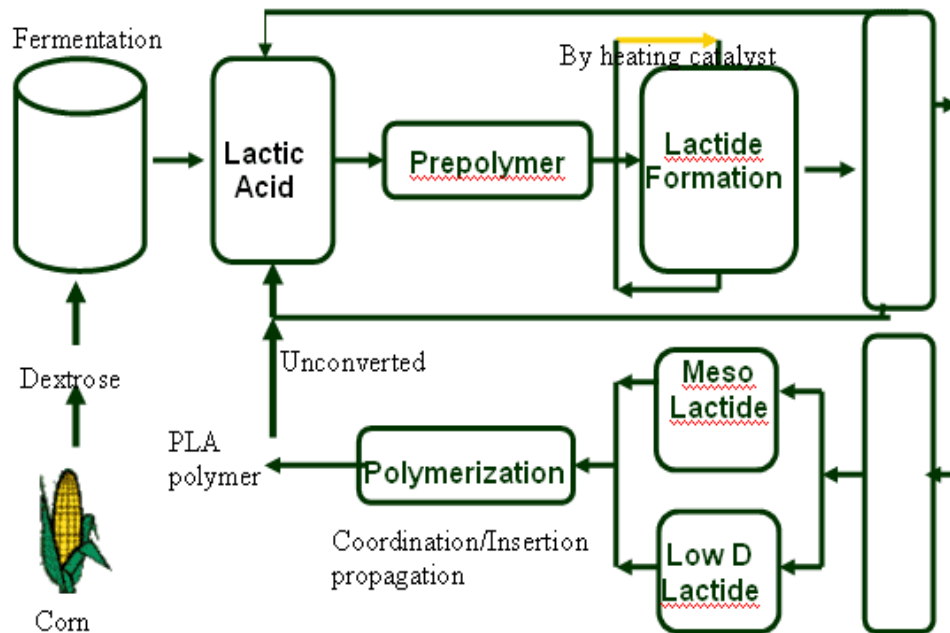 Fermentation
By heating catalyst
Lactic
Acid
Prepolymer
Lactide
Formation
Dextrose
Unconverted
Meso
Lactide
PLA
polymer
Polymerization
Coordination/Insertion
propagation
Low D
Lactide
Corn